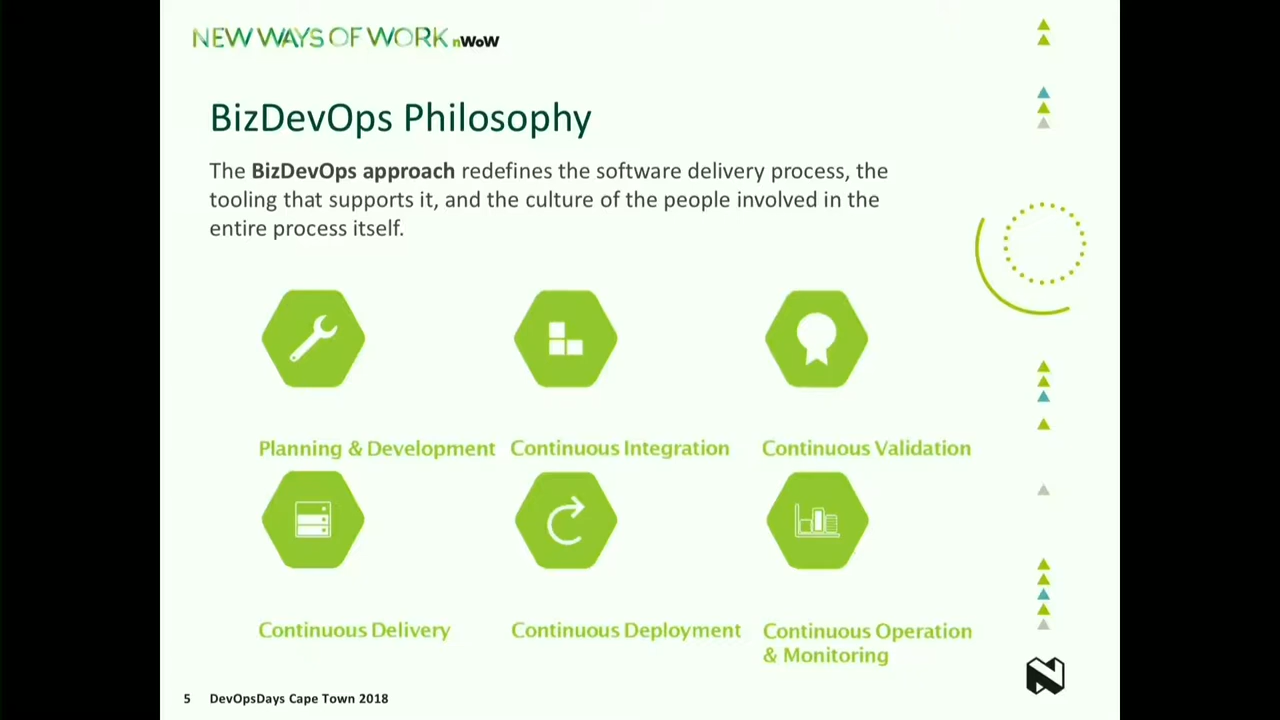 NEW WAYS OF WORK nWoW
BizDevOps Philosophy
The BizDevOps approach redefines the software delivery process, the
tooling that supports it, and the culture of the people involved in the
entire process itself.
Planning & Development
Continuous Integration
Continuous Validation
Continuous Delivery
Continuous Deployment
Continuous Operation
& Monitoring
5 DevOpsDays Cape Town 2018